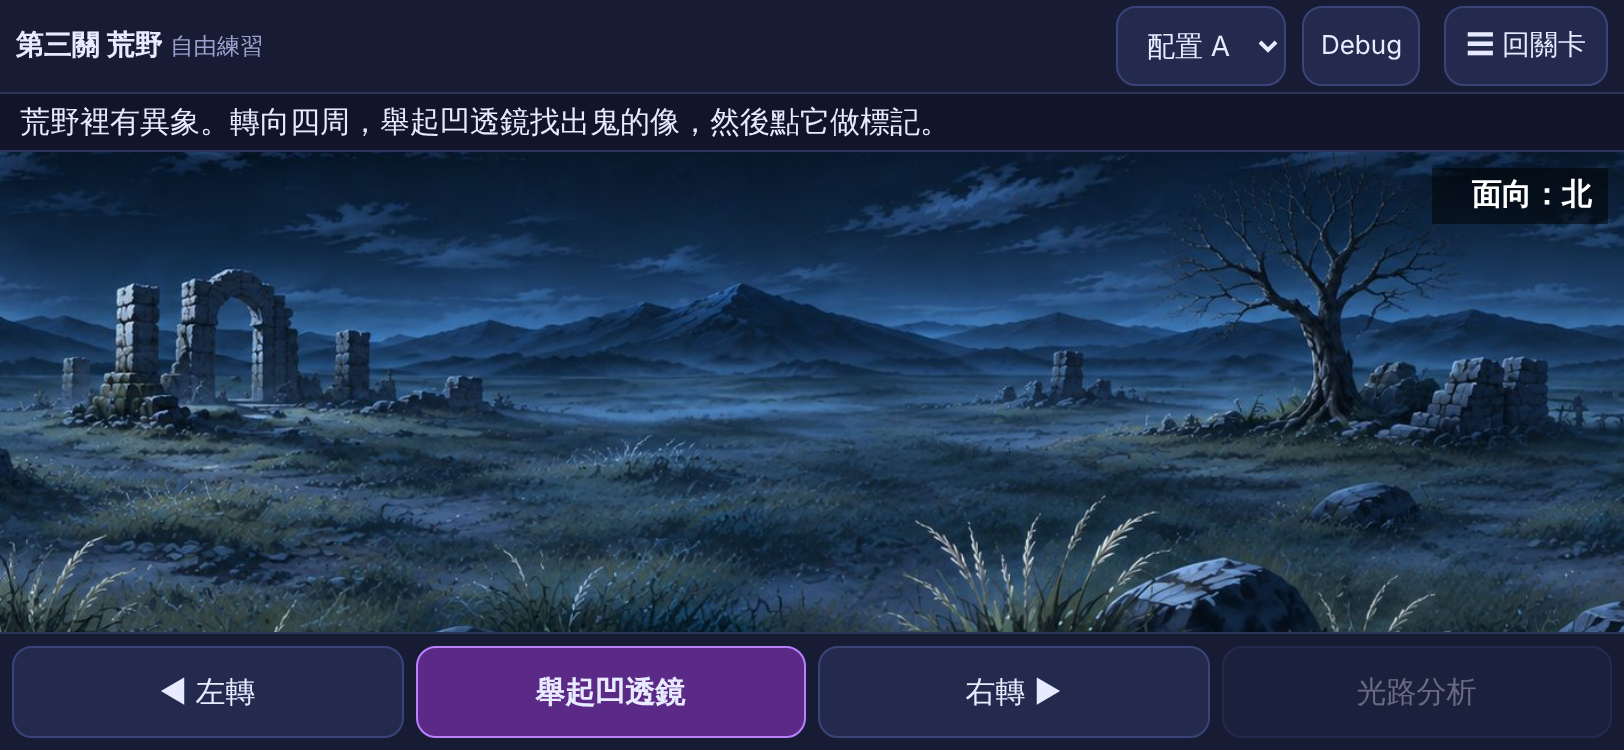 第三關 荒野 自由練習
配置 A
Debug
☰ 回關卡
荒野裡有異象。轉向四周，舉起凹透鏡找出鬼的像，然後點它做標記。
面向：北
◀ 左轉
舉起凹透鏡
右轉 ▶
光路分析